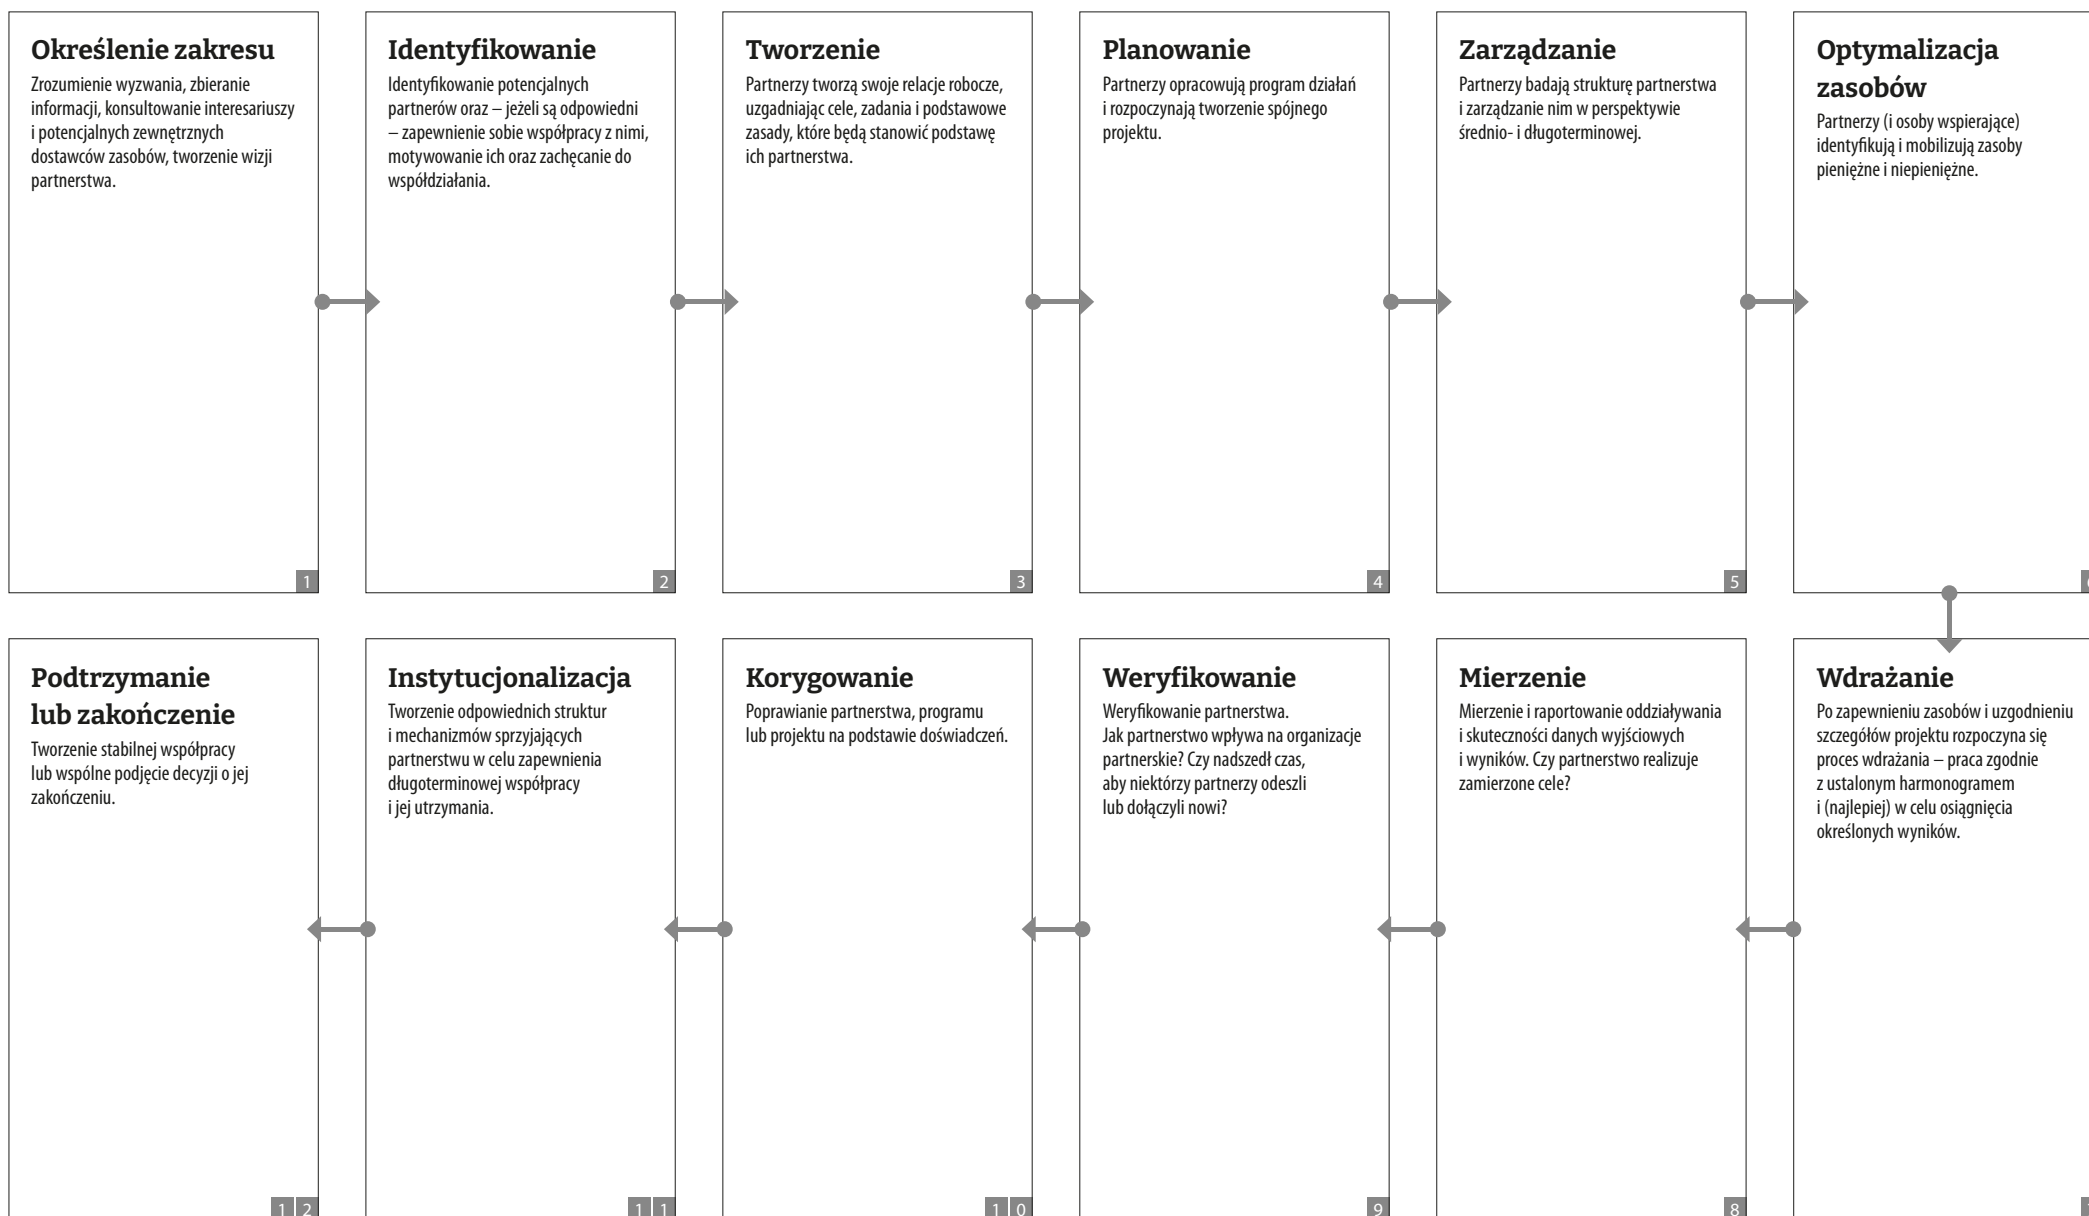 Określenie zakresu
Zrozumienie wyzwania, zbieranie
informacji, konsultowanie interesariuszy
i potencjalnych zewnętrznych
dostawców zasobów, tworzenie wizji
partnerstwa.
1
Identyfikowanie
Identyfikowanie potencjalnych
partnerów oraz – jeżeli są odpowiedni
– zapewnienie sobie współpracy z nimi,
motywowanie ich oraz zachęcanie do
współdziałania.
2
Tworzenie
Partnerzy tworzą swoje relacje robocze,
uzgadniając cele, zadania i podstawowe
zasady, które będą stanowić podstawę
ich partnerstwa.
3
Planowanie
Partnerzy opracowują program działań
i rozpoczynają tworzenie spójnego
projektu.
4
Zarządzanie
Partnerzy badają strukturę partnerstwa
i zarządzanie nim w perspektywie
średnio- i długoterminowej.
5
Optymalizacja
zasobów
Partnerzy (i osoby wspierające)
identyfikują i mobilizują zasoby
pieniężne i niepieniężne.
Wdrażanie
Po zapewnieniu zasobów i uzgodnieniu
szczegółów projektu rozpoczyna się
proces wdrażania – praca zgodnie
z ustalonym harmonogramem
i (najlepiej) w celu osiągnięcia
określonych wyników.
Mierzenie
Mierzenie i raportowanie oddziaływania
i skuteczności danych wyjściowych
i wyników. Czy partnerstwo realizuje
zamierzone cele?
8
Weryfikowanie
Weryfikowanie partnerstwa.
Jak partnerstwo wpływa na organizacje
partnerskie? Czy nadszedł czas,
aby niektórzy partnerzy odeszli
lub dołączyli nowi?
9
Korygowanie
Poprawianie partnerstwa, programu
lub projektu na podstawie doświadczeń.
10
Instytucjonalizacja
Tworzenie odpowiednich struktur
i mechanizmów sprzyjających
partnerstwu w celu zapewnienia
długoterminowej współpracy
i jej utrzymania.
11
Podtrzymanie
lub zakończenie
Tworzenie stabilnej współpracy
lub wspólne podjęcie decyzji o jej
zakończeniu.
12